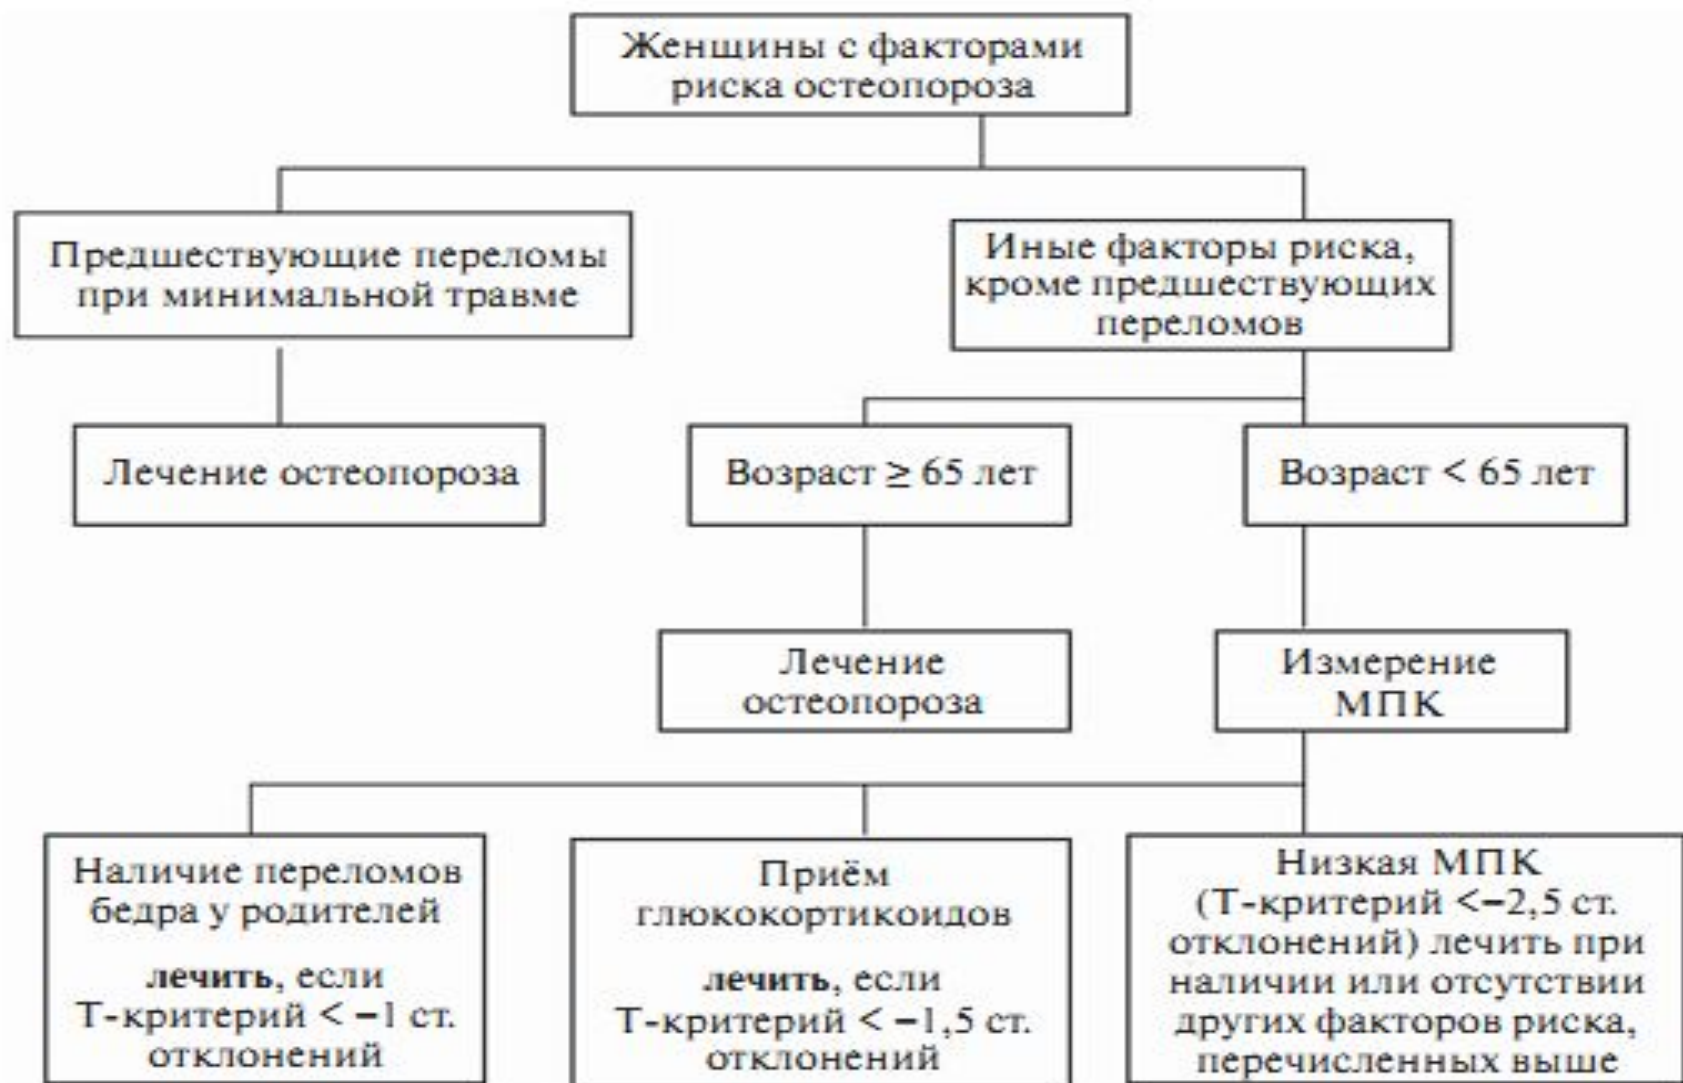 Женщины с факторами
риска остеопороза
Предшествующие переломы
при минимальной травме
Иные факторы риска,
кроме предшествующих
переломов
Лечение остеопороза
Возраст ≥ 65 лет
Возраст < 65 лет
Лечение
остеопороза
Измерение
МПК
Наличие переломов
бедра у родителей
лечить, если
Т-критерий < −1 ст.
отклонений
Приём
глюкокортикоидов
лечить, если
Т-критерий < −1,5 ст.
отклонений
Низкая МПК
(Т-критерий <−2,5 ст.
отклонений) лечить при
наличии или отсутствии
других факторов риска,
перечисленных выше